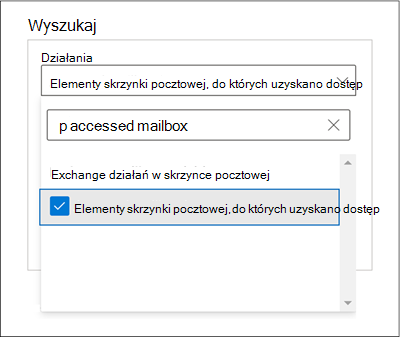 Wyszukaj
Działania
Elementy skrzynki pocztowej, do których uzyskano dostęp
p accessed mailbox
Exchange działań w skrzynce pocztowej
Elementy skrzynki pocztowej, do których uzyskano dostęp